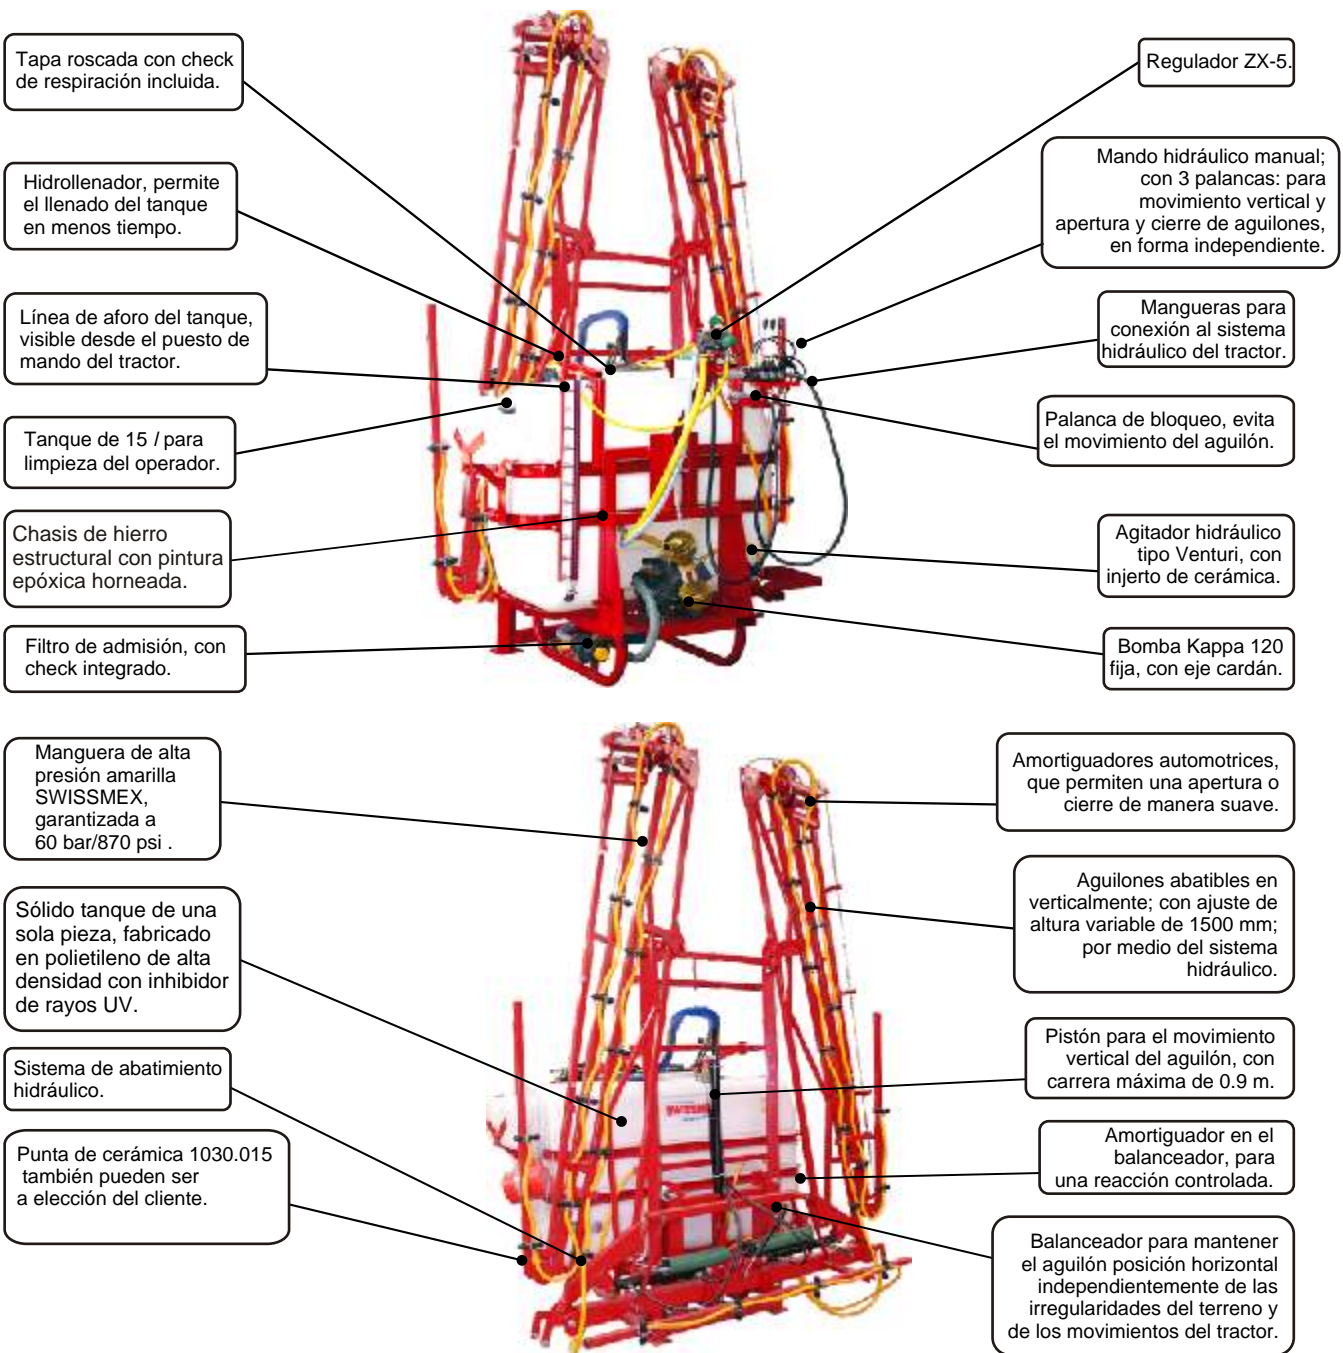 Tapa roscada con check
de respiración incluida.
Hidrollenador, permite
el llenado del tanque
en menos tiempo.
Línea de aforo del tanque,
visible desde el puesto de
mando del tractor.
Tanque de 15 l para
limpieza del operador.
Chasis de hierro
estructural con pintura
epóxica horneada.
Filtro de admisión, con
check integrado.
Regulador ZX-5.
Mando hidráulico manual;
con 3 palancas: para
movimiento vertical y
apertura y cierre de aguilones,
en forma independiente.
Mangueras para
conexión al sistema
hidráulico del tractor.
Palanca de bloqueo, evita
el movimiento del aguilón.
Agitador hidráulico
tipo Venturi, con
injerto de cerámica.
Bomba Kappa 120
fija, con eje cardán.
Manguera de alta
presión amarilla
SWISSMEX,
garantizada a
60 bar/870 psi .
Sólido tanque de una
sola pieza, fabricado
en polietileno de alta
densidad con inhibidor
de rayos UV.
Sistema de abatimiento
hidráulico.
Punta de cerámica 1030.015
también pueden ser
a elección del cliente.
Amortiguadores automotrices,
que permiten una apertura o
cierre de manera suave.
Aguilones abatibles en
verticalmente; con ajuste de
altura variable de 1500 mm;
por medio del sistema
hidráulico.
Pistón para el movimiento
vertical del aguilón, con
carrera máxima de 0.9 m.
Amortiguador en el
balanceador, para
una reacción controlada.
Balanceador para mantener
el aguilón posición horizontal
independientemente de las
irregularidades del terreno y
de los movimientos del tractor.